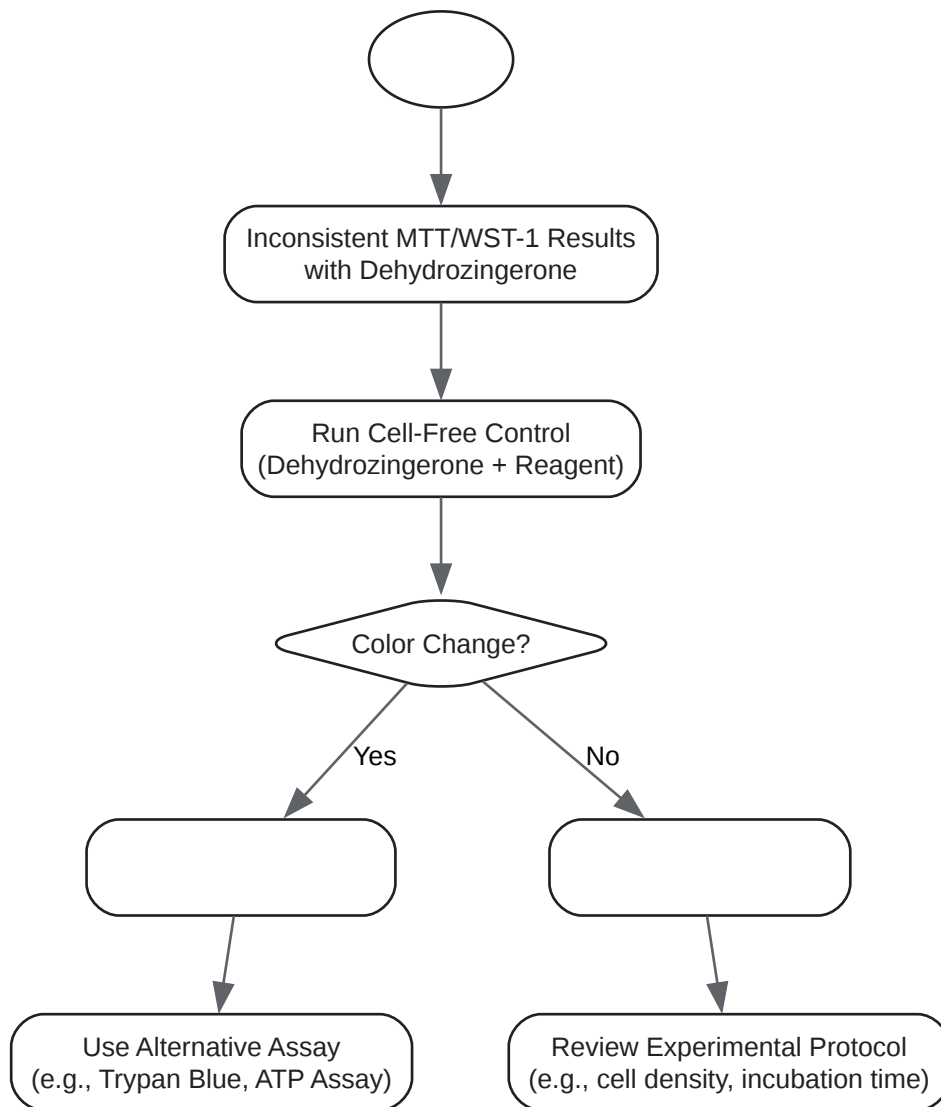 Inconsistent MTT/WST-1 Results
with Dehydrozingerone
Run Cell-Free Control
(Dehydrozingerone + Reagent)
Color Change?
Yes
No
Use Alternative Assay
(e.g., Trypan Blue, ATP Assay)
Review Experimental Protocol
(e.g., cell density, incubation time)